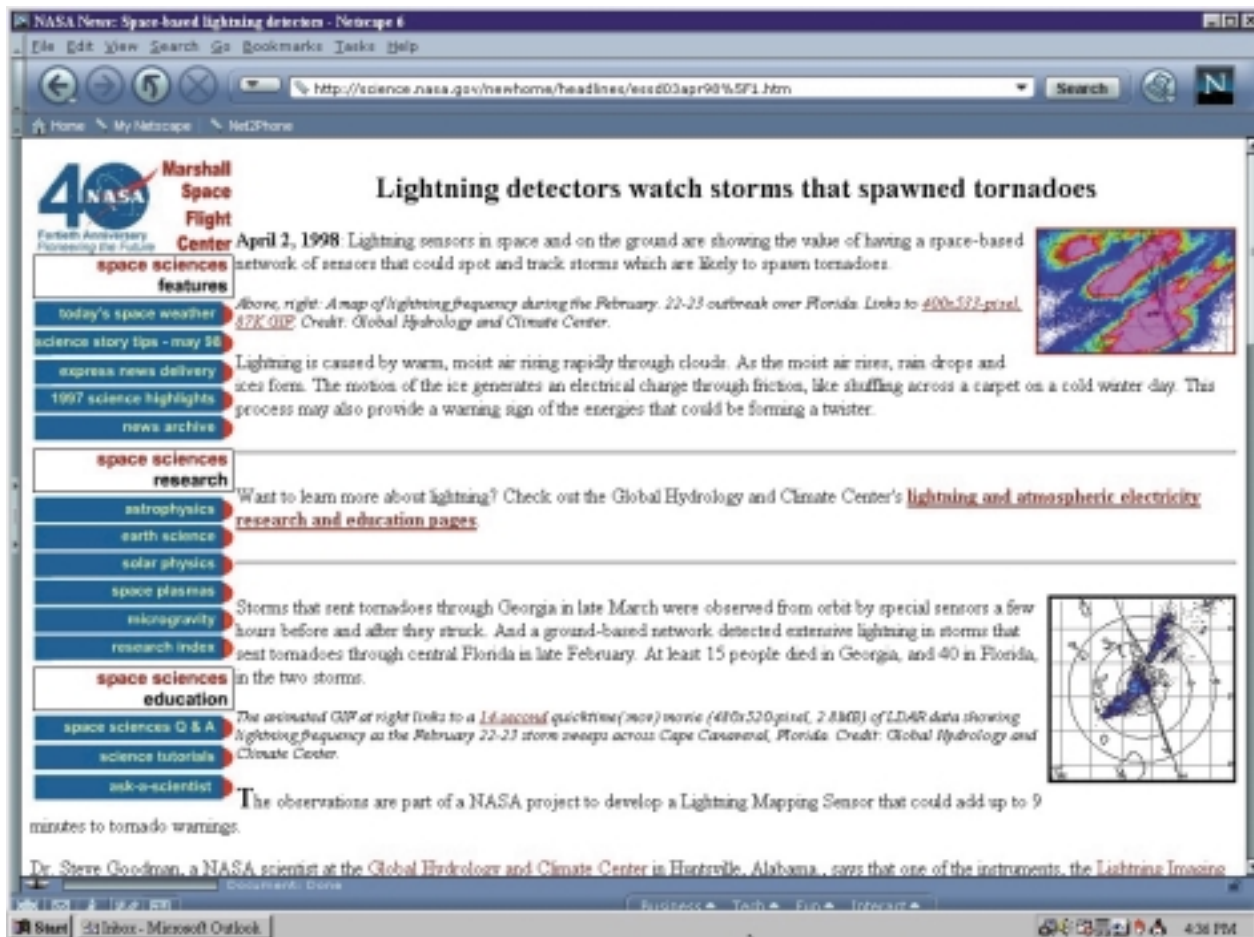 NASA News: Space-based lightning detectors - Netscape 6
File Edit View Search Go Bookmarks Tasks Help
http://science.nasa.gov/newhome/headlines/essd03apr98%5F1.htm
Search
N
Home My Netscape Net2Phone
40 NASA
Fortieth Anniversary
Pioneering the Future
Marshall
Space
Flight
Center
space sciences
features
today's space weather
science story tips - may 98
express news delivery
1997 science highlights
news archive
space sciences
research
astrophysics
earth science
solar physics
space plasmas
microgravity
research index
space sciences
education
space sciences Q & A
science tutorials
ask-a-scientist
Lightning detectors watch storms that spawned tornadoes
April 2, 1998: Lightning sensors in space and on the ground are showing the value of having a space-based
network of sensors that could spot and track storms which are likely to spawn tornadoes.
Above, right: A map of lightning frequency during the February. 22-23 outbreak over Florida. Links to 400x533-pixel,
87K GIF. Credit: Global Hydrology and Climate Center.
Lightning is caused by warm, moist air rising rapidly through clouds. As the moist air rises, rain drops and
ices form. The motion of the ice generates an electrical charge through friction, like shuffling across a carpet on a cold winter day. This
process may also provide a warning sign of the energies that could be forming a twister.
Want to learn more about lightning? Check out the Global Hydrology and Climate Center's lightning and atmospheric electricity
research and education pages.
Storms that sent tornadoes through Georgia in late March were observed from orbit by special sensors a few
hours before and after they struck. And a ground-based network detected extensive lightning in storms that
sent tornadoes through central Florida in late February. At least 15 people died in Georgia, and 40 in Florida,
in the two storms.
The animated GIF at right links to a 14-second quicktime(mov) movie (480x520-pixel, 2.8MB) of LDAR data showing
lightning frequency as the February 22-23 storm sweeps across Cape Canaveral, Florida. Credit: Global Hydrology and
Climate Center.
The observations are part of a NASA project to develop a Lightning Mapping Sensor that could add up to 9
minutes to tornado warnings.
Dr. Steve Goodman, a NASA scientist at the Global Hydrology and Climate Center in Huntsville, Alabama , says that one of the instruments, the Lightning Imaging
Document: Done
Business Tech Fun Interact
Start Inbox - Microsoft Outlook 4:36 PM